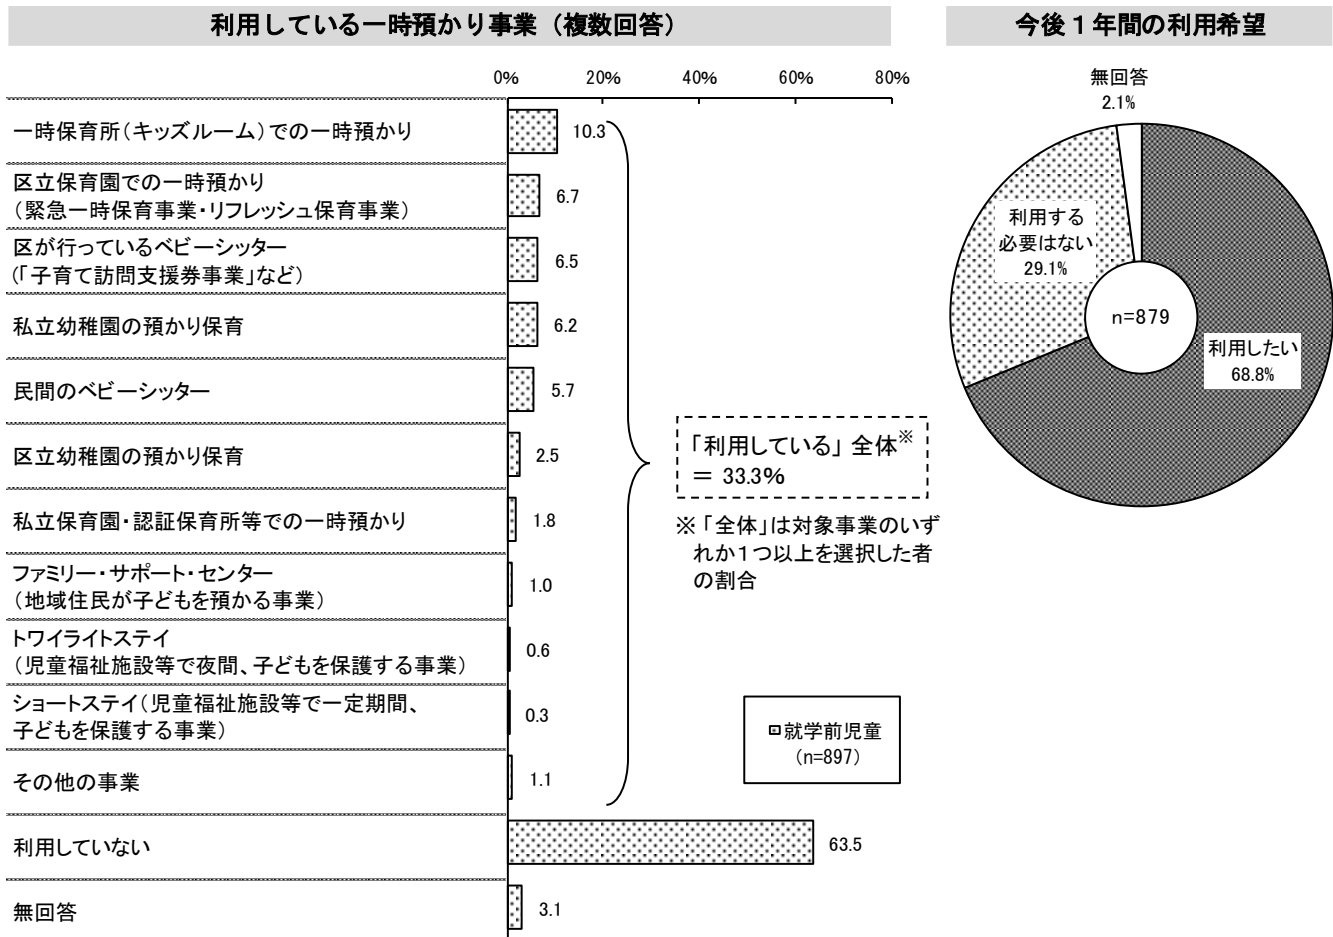 利用している一時預かり事業（複数回答）
0% 20% 40% 60% 80%
一時保育所（キッズルーム）での一時預かり 10.3
区立保育園での一時預かり
（緊急一時保育事業・リフレッシュ保育事業） 6.7
区が行っているベビーシッター
（「子育て訪問支援券事業」など） 6.5
私立幼稚園の預かり保育 6.2
民間のベビーシッター 5.7
区立幼稚園の預かり保育 2.5
私立保育園・認証保育所等での一時預かり 1.8
ファミリー・サポート・センター
（地域住民が子どもを預かる事業） 1.0
トワイライトステイ
（児童福祉施設等で夜間、子どもを保護する事業） 0.6
ショートステイ（児童福祉施設等で一定期間、
子どもを保護する事業） 0.3
その他の事業 1.1
利用していない 63.5
無回答 3.1
「利用している」全体※
＝ 33.3%
※「全体」は対象事業のいず
れか１つ以上を選択した者
の割合
就学前児童
(n=897)
今後１年間の利用希望
無回答
2.1%
利用する
必要はない
29.1%
n=879
利用したい
68.8%